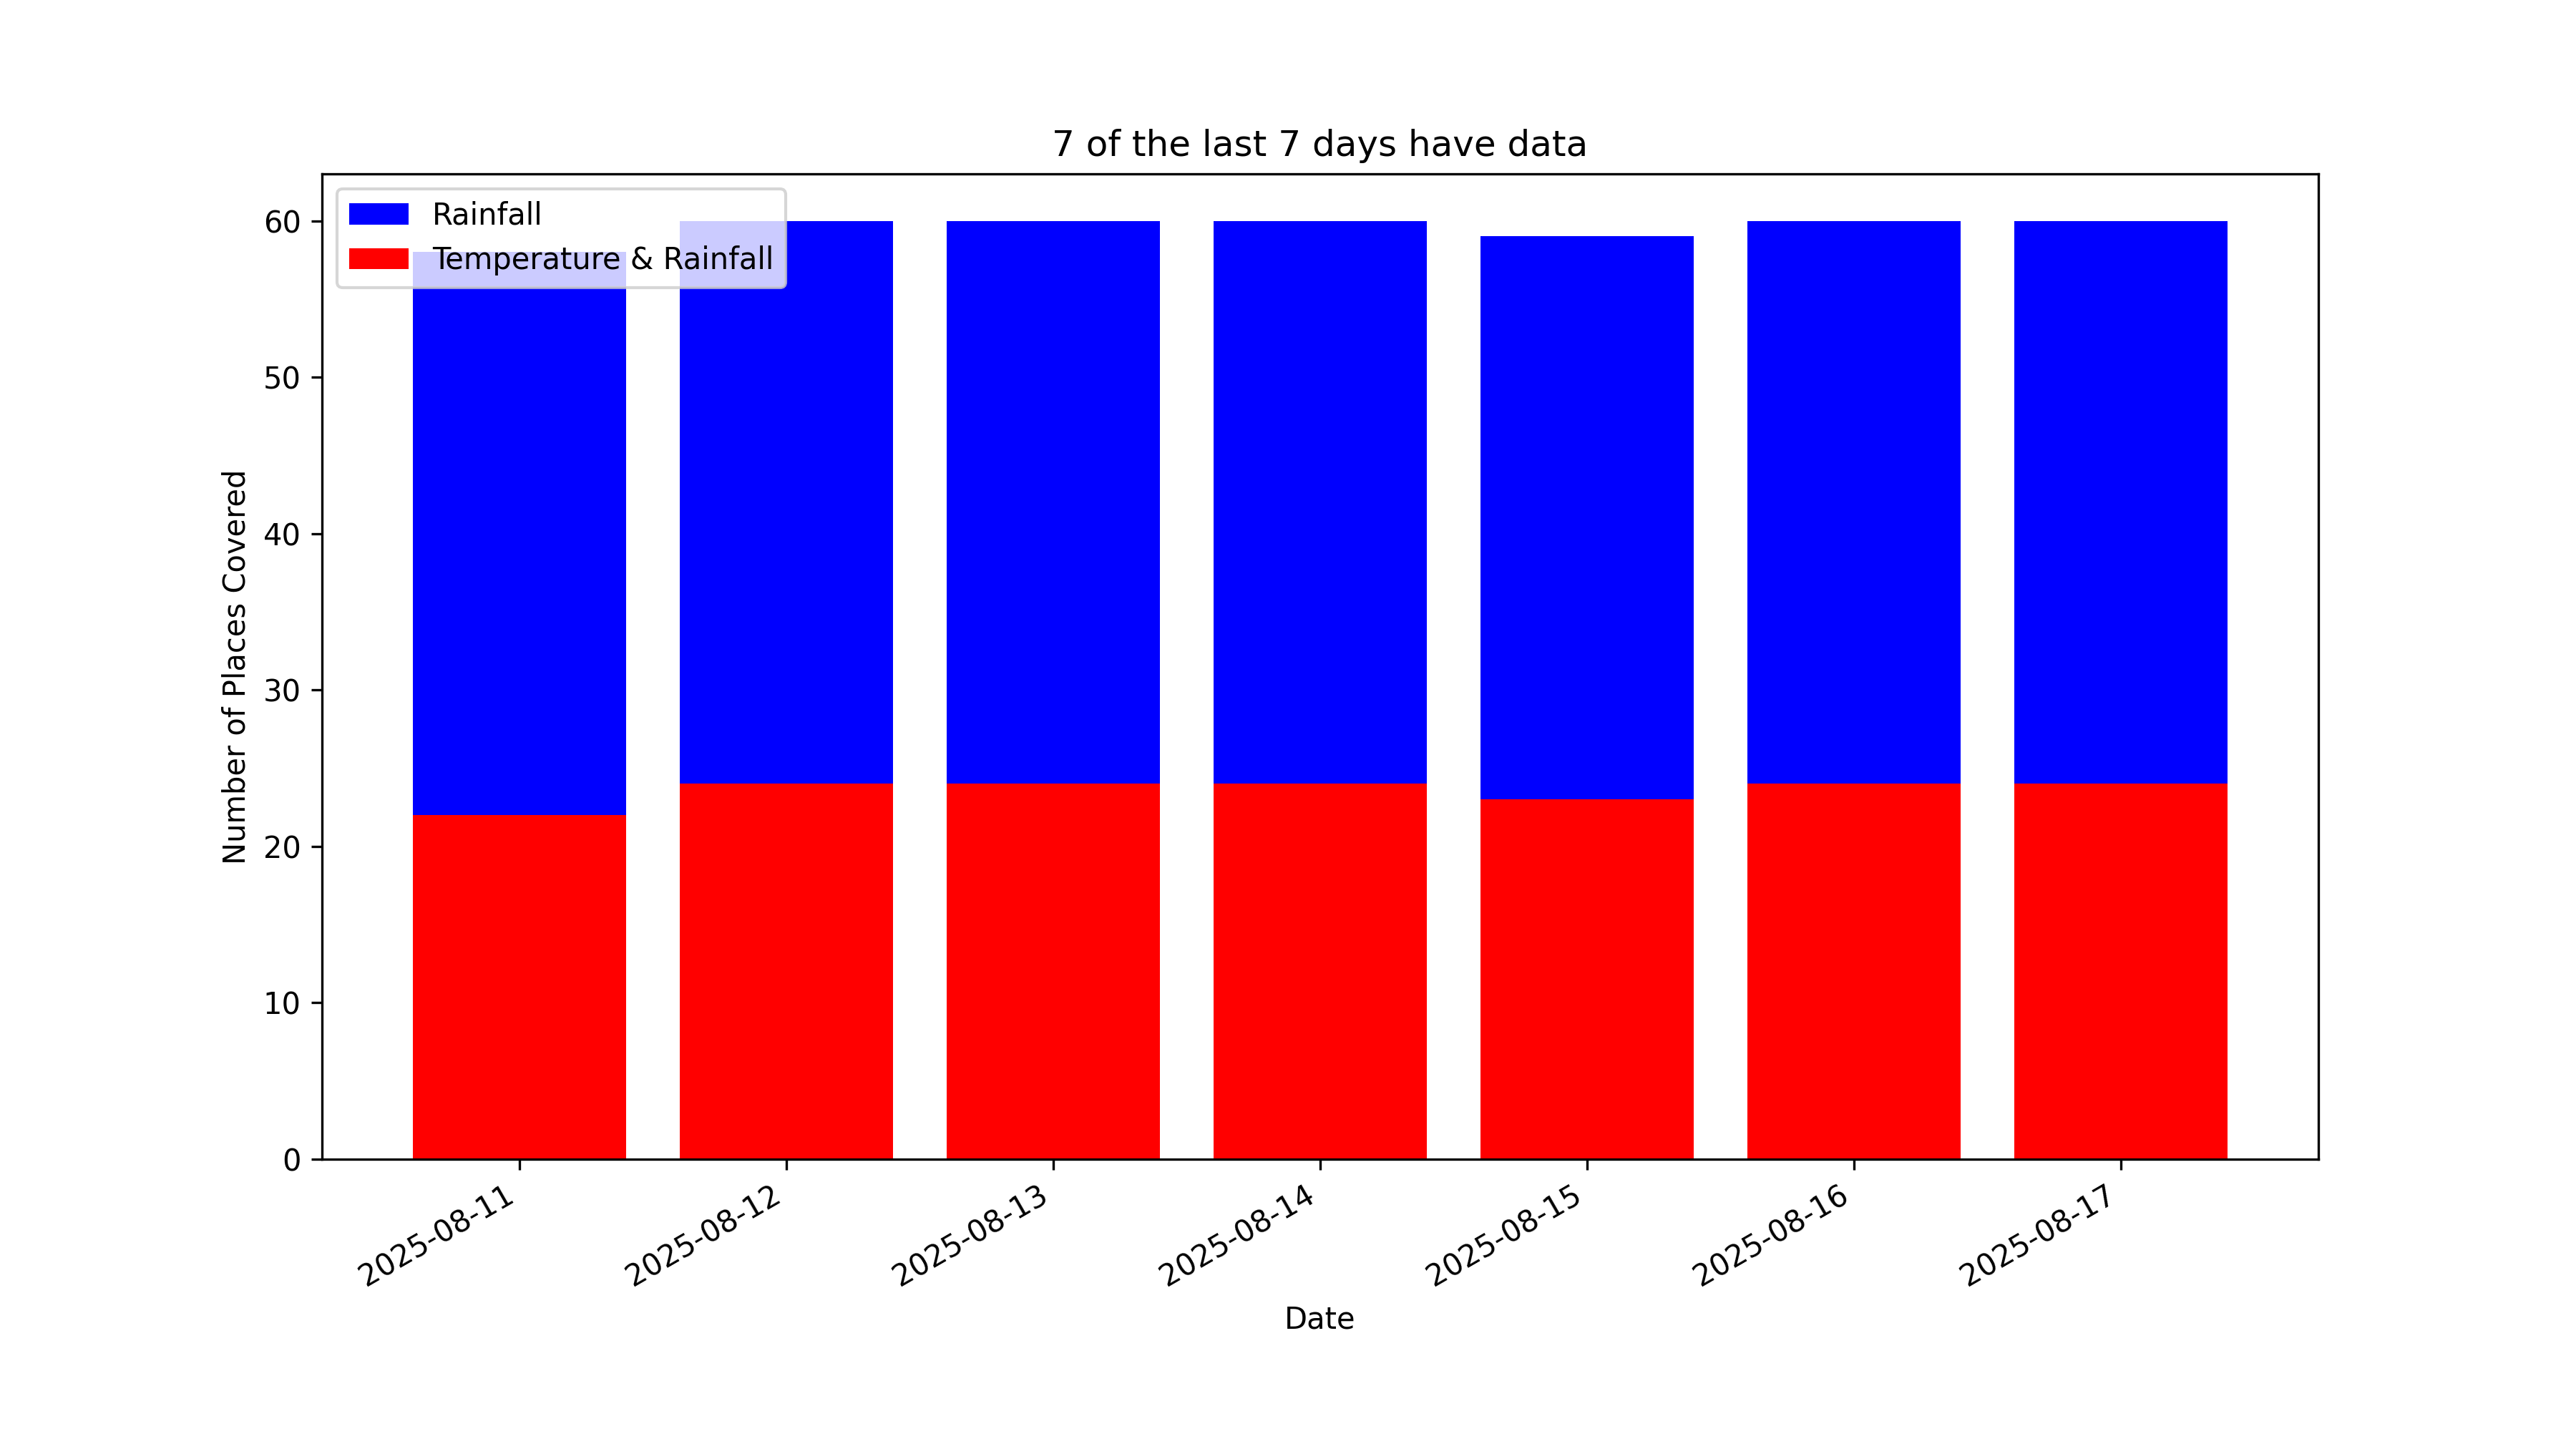 7 of the last 7 days have data
Rainfall
Temperature & Rainfall
60
50
40
30
20
10
0
Number of Places Covered
2025-08-11
2025-08-12
2025-08-13
2025-08-14
2025-08-15
2025-08-16
2025-08-17
Date